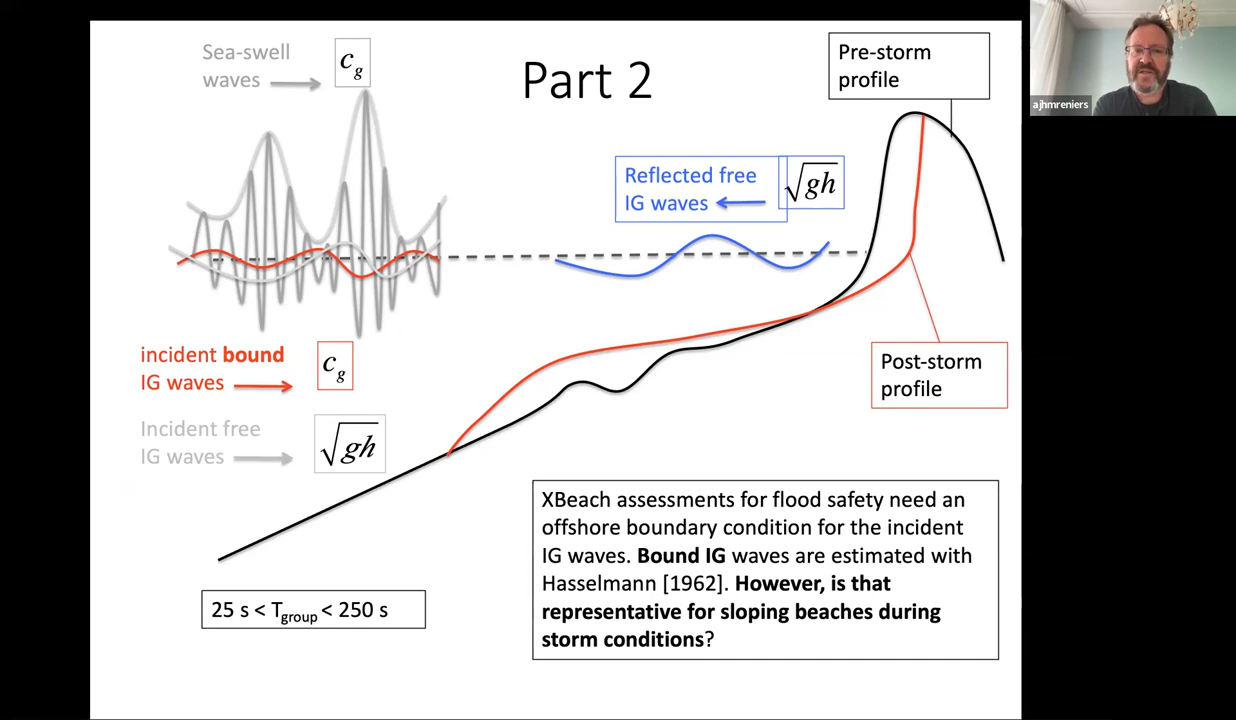 Sea-swell
waves
c_g
Part 2
Pre-storm
profile
ajhmreniers
Reflected free
IG waves
√gh
incident bound
IG waves
c_g
Incident free
IG waves
√gh
Post-storm
profile
XBeach assessments for flood safety need an
offshore boundary condition for the incident
IG waves. Bound IG waves are estimated with
Hasselmann [1962]. However, is that
representative for sloping beaches during
storm conditions?
25 s < T_group < 250 s